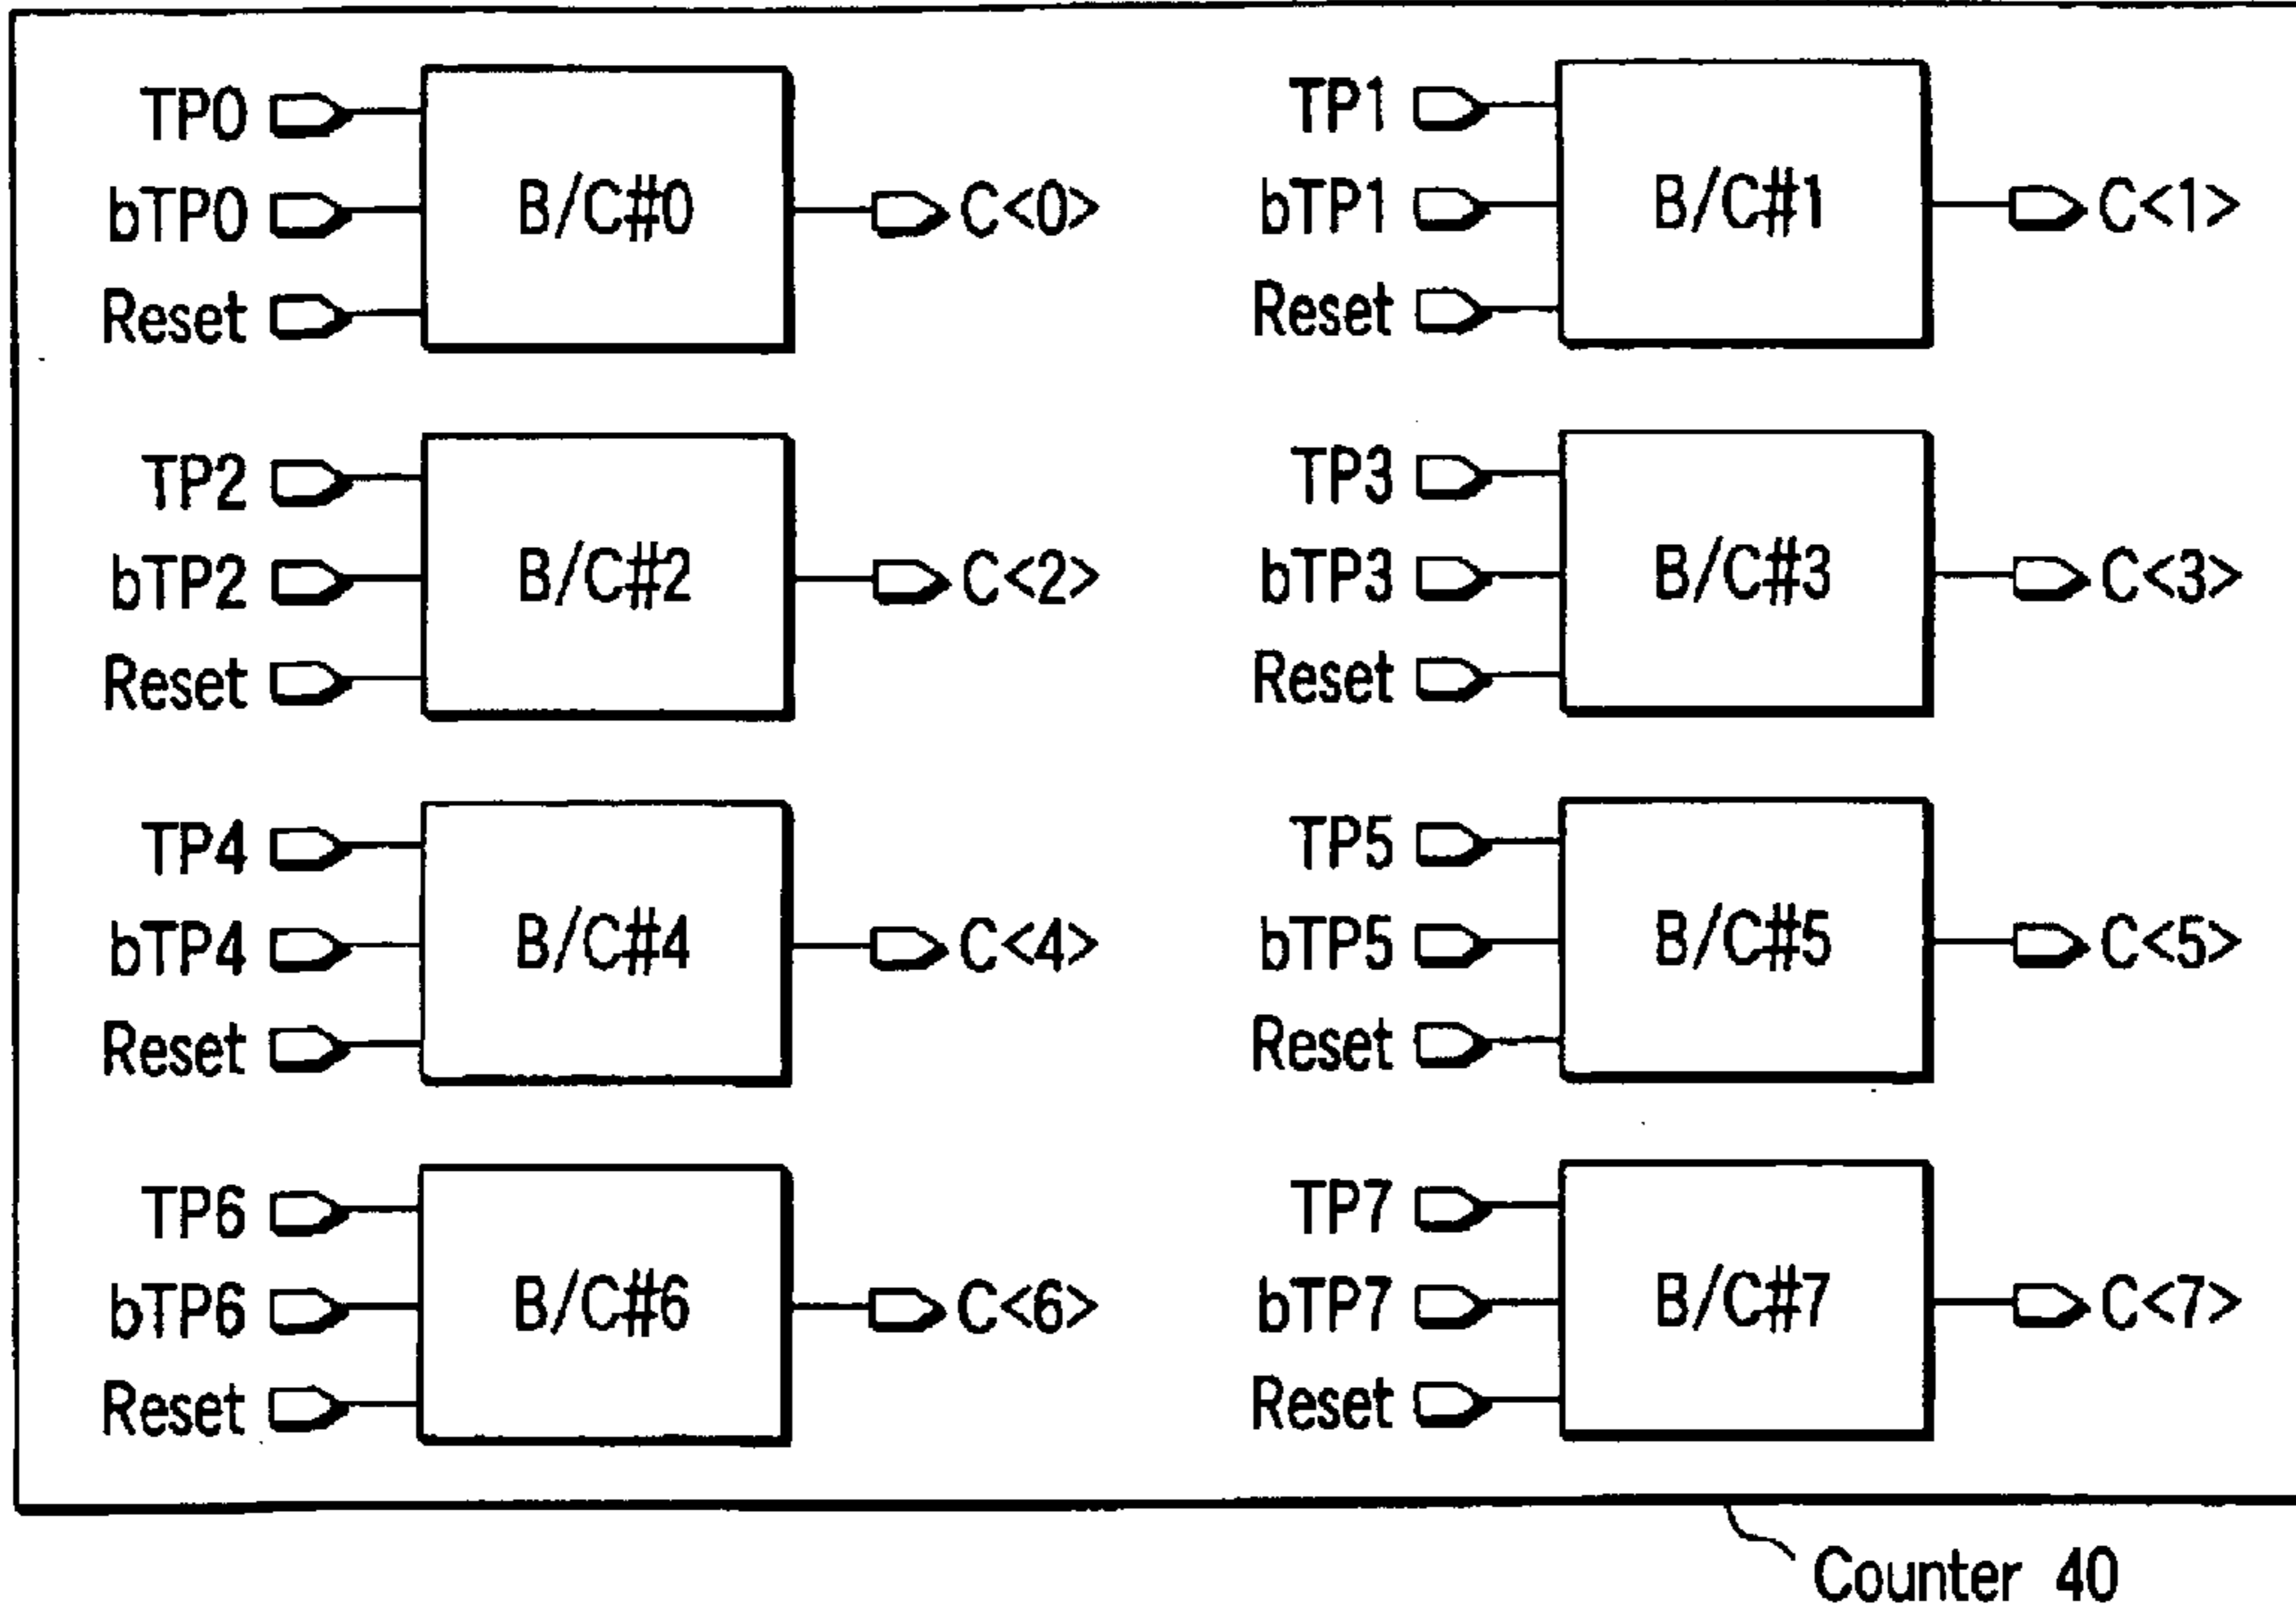 TP0
bTP0
Reset
B/C#0
C<0>
TP1
bTP1
Reset
B/C#1
C<1>
TP2
bTP2
Reset
B/C#2
C<2>
TP3
bTP3
Reset
B/C#3
C<3>
TP4
bTP4
Reset
B/C#4
C<4>
TP5
bTP5
Reset
B/C#5
C<5>
TP6
bTP6
Reset
B/C#6
C<6>
TP7
bTP7
Reset
B/C#7
C<7>
Counter 40